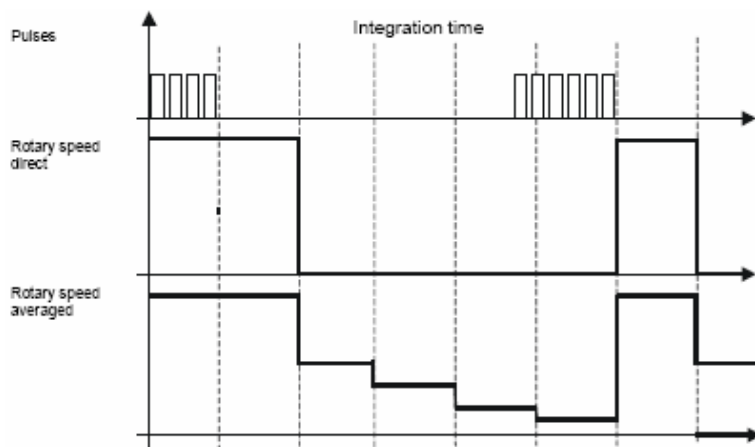 Pulses
Integration time
Rotary speed
direct
Rotary speed
averaged